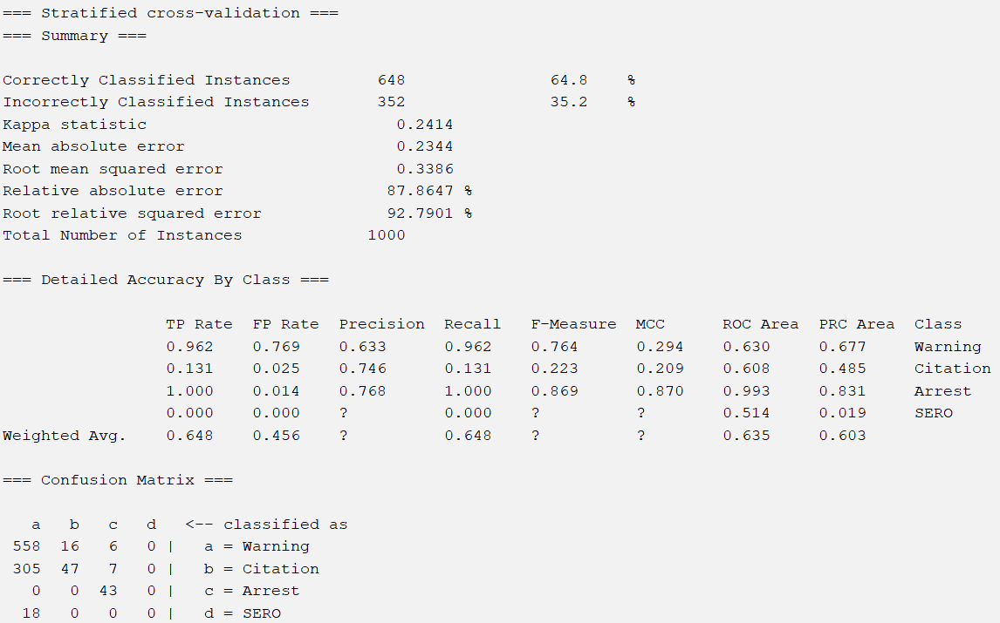 === Stratified cross-validation ===
=== Summary ===

Correctly Classified Instances         648               64.8    %
Incorrectly Classified Instances       352               35.2    %
Kappa statistic                          0.2414
Mean absolute error                      0.2344
Root mean squared error                  0.3386
Relative absolute error                 87.8647 %
Root relative squared error             92.7901 %
Total Number of Instances             1000

=== Detailed Accuracy By Class ===

                 TP Rate  FP Rate  Precision  Recall   F-Measure  MCC      ROC Area  PRC Area  Class
                 0.962    0.769    0.633      0.962    0.764      0.294    0.630     0.677     Warning
                 0.131    0.025    0.746      0.131    0.223      0.209    0.608     0.485     Citation
                 1.000    0.014    0.768      1.000    0.869      0.870    0.993     0.831     Arrest
                 0.000    0.000    ?          0.000    ?          ?        0.514     0.019     SERO
Weighted Avg.    0.648    0.456    ?          0.648    ?          ?        0.635     0.603

=== Confusion Matrix ===

   a   b   c   d   <-- classified as
 558  16   6   0 |   a = Warning
 305  47   7   0 |   b = Citation
   0   0  43   0 |   c = Arrest
  18   0   0   0 |   d = SERO